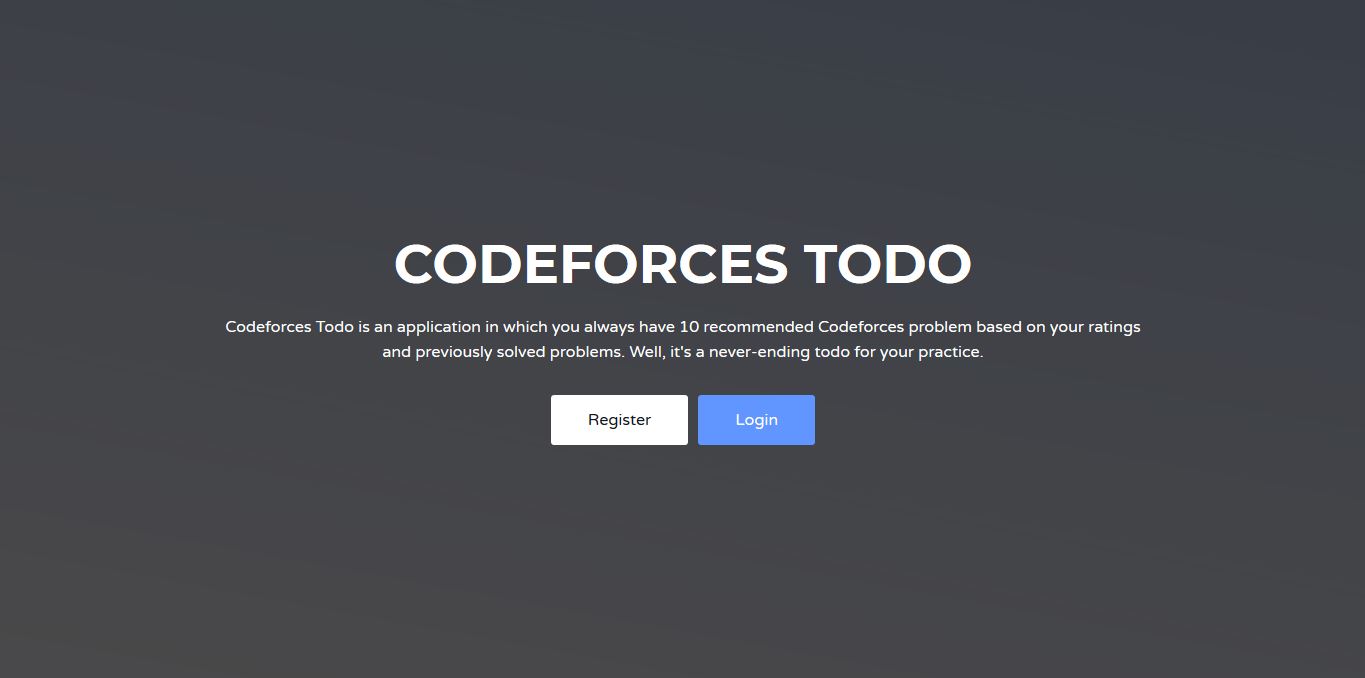 CODEFORCES TODO
Codeforces Todo is an application in which you always have 10 recommended Codeforces problem based on your ratings
and previously solved problems. Well, it's a never-ending todo for your practice.
Register
Login